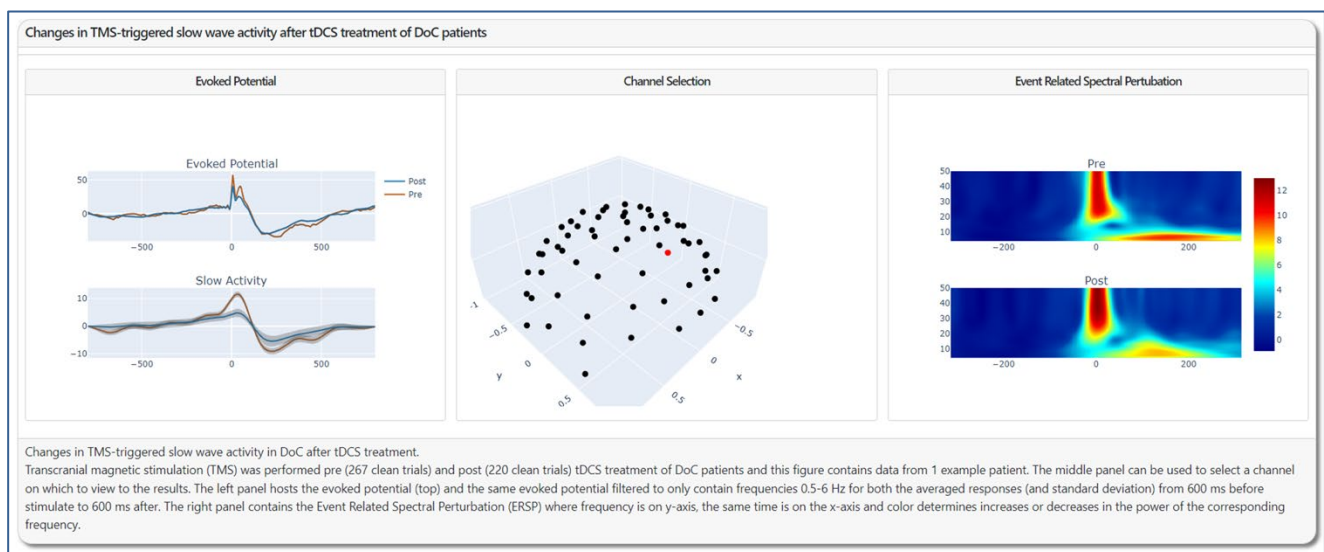 Changes in TMS-triggered slow wave activity after tDCS treatment of DoC patients
Evoked Potential
Channel Selection
Event Related Spectral Pertubation
Evoked Potential
50
0
−500
0
500
Post
Pre
Slow Activity
10
0
−10
−500
0
500
-1
−0.5
y
0
0.5
−0.5
0
x
0.5
Pre
50
40
30
20
10
−200
0
200
Post
50
40
30
20
10
−200
0
200
12
10
8
6
4
2
0
Changes in TMS-triggered slow wave activity in DoC after tDCS treatment.
Transcranial magnetic stimulation (TMS) was performed pre (267 clean trials) and post (220 clean trials) tDCS treatment of DoC patients and this figure contains data from 1 example patient. The middle panel can be used to select a channel
on which to view to the results. The left panel hosts the evoked potential (top) and the same evoked potential filtered to only contain frequencies 0.5-6 Hz for both the averaged responses (and standard deviation) from 600 ms before
stimulate to 600 ms after. The right panel contains the Event Related Spectral Perturbation (ERSP) where frequency is on y-axis, the same time is on the x-axis and color determines increases or decreases in the power of the corresponding
frequency.